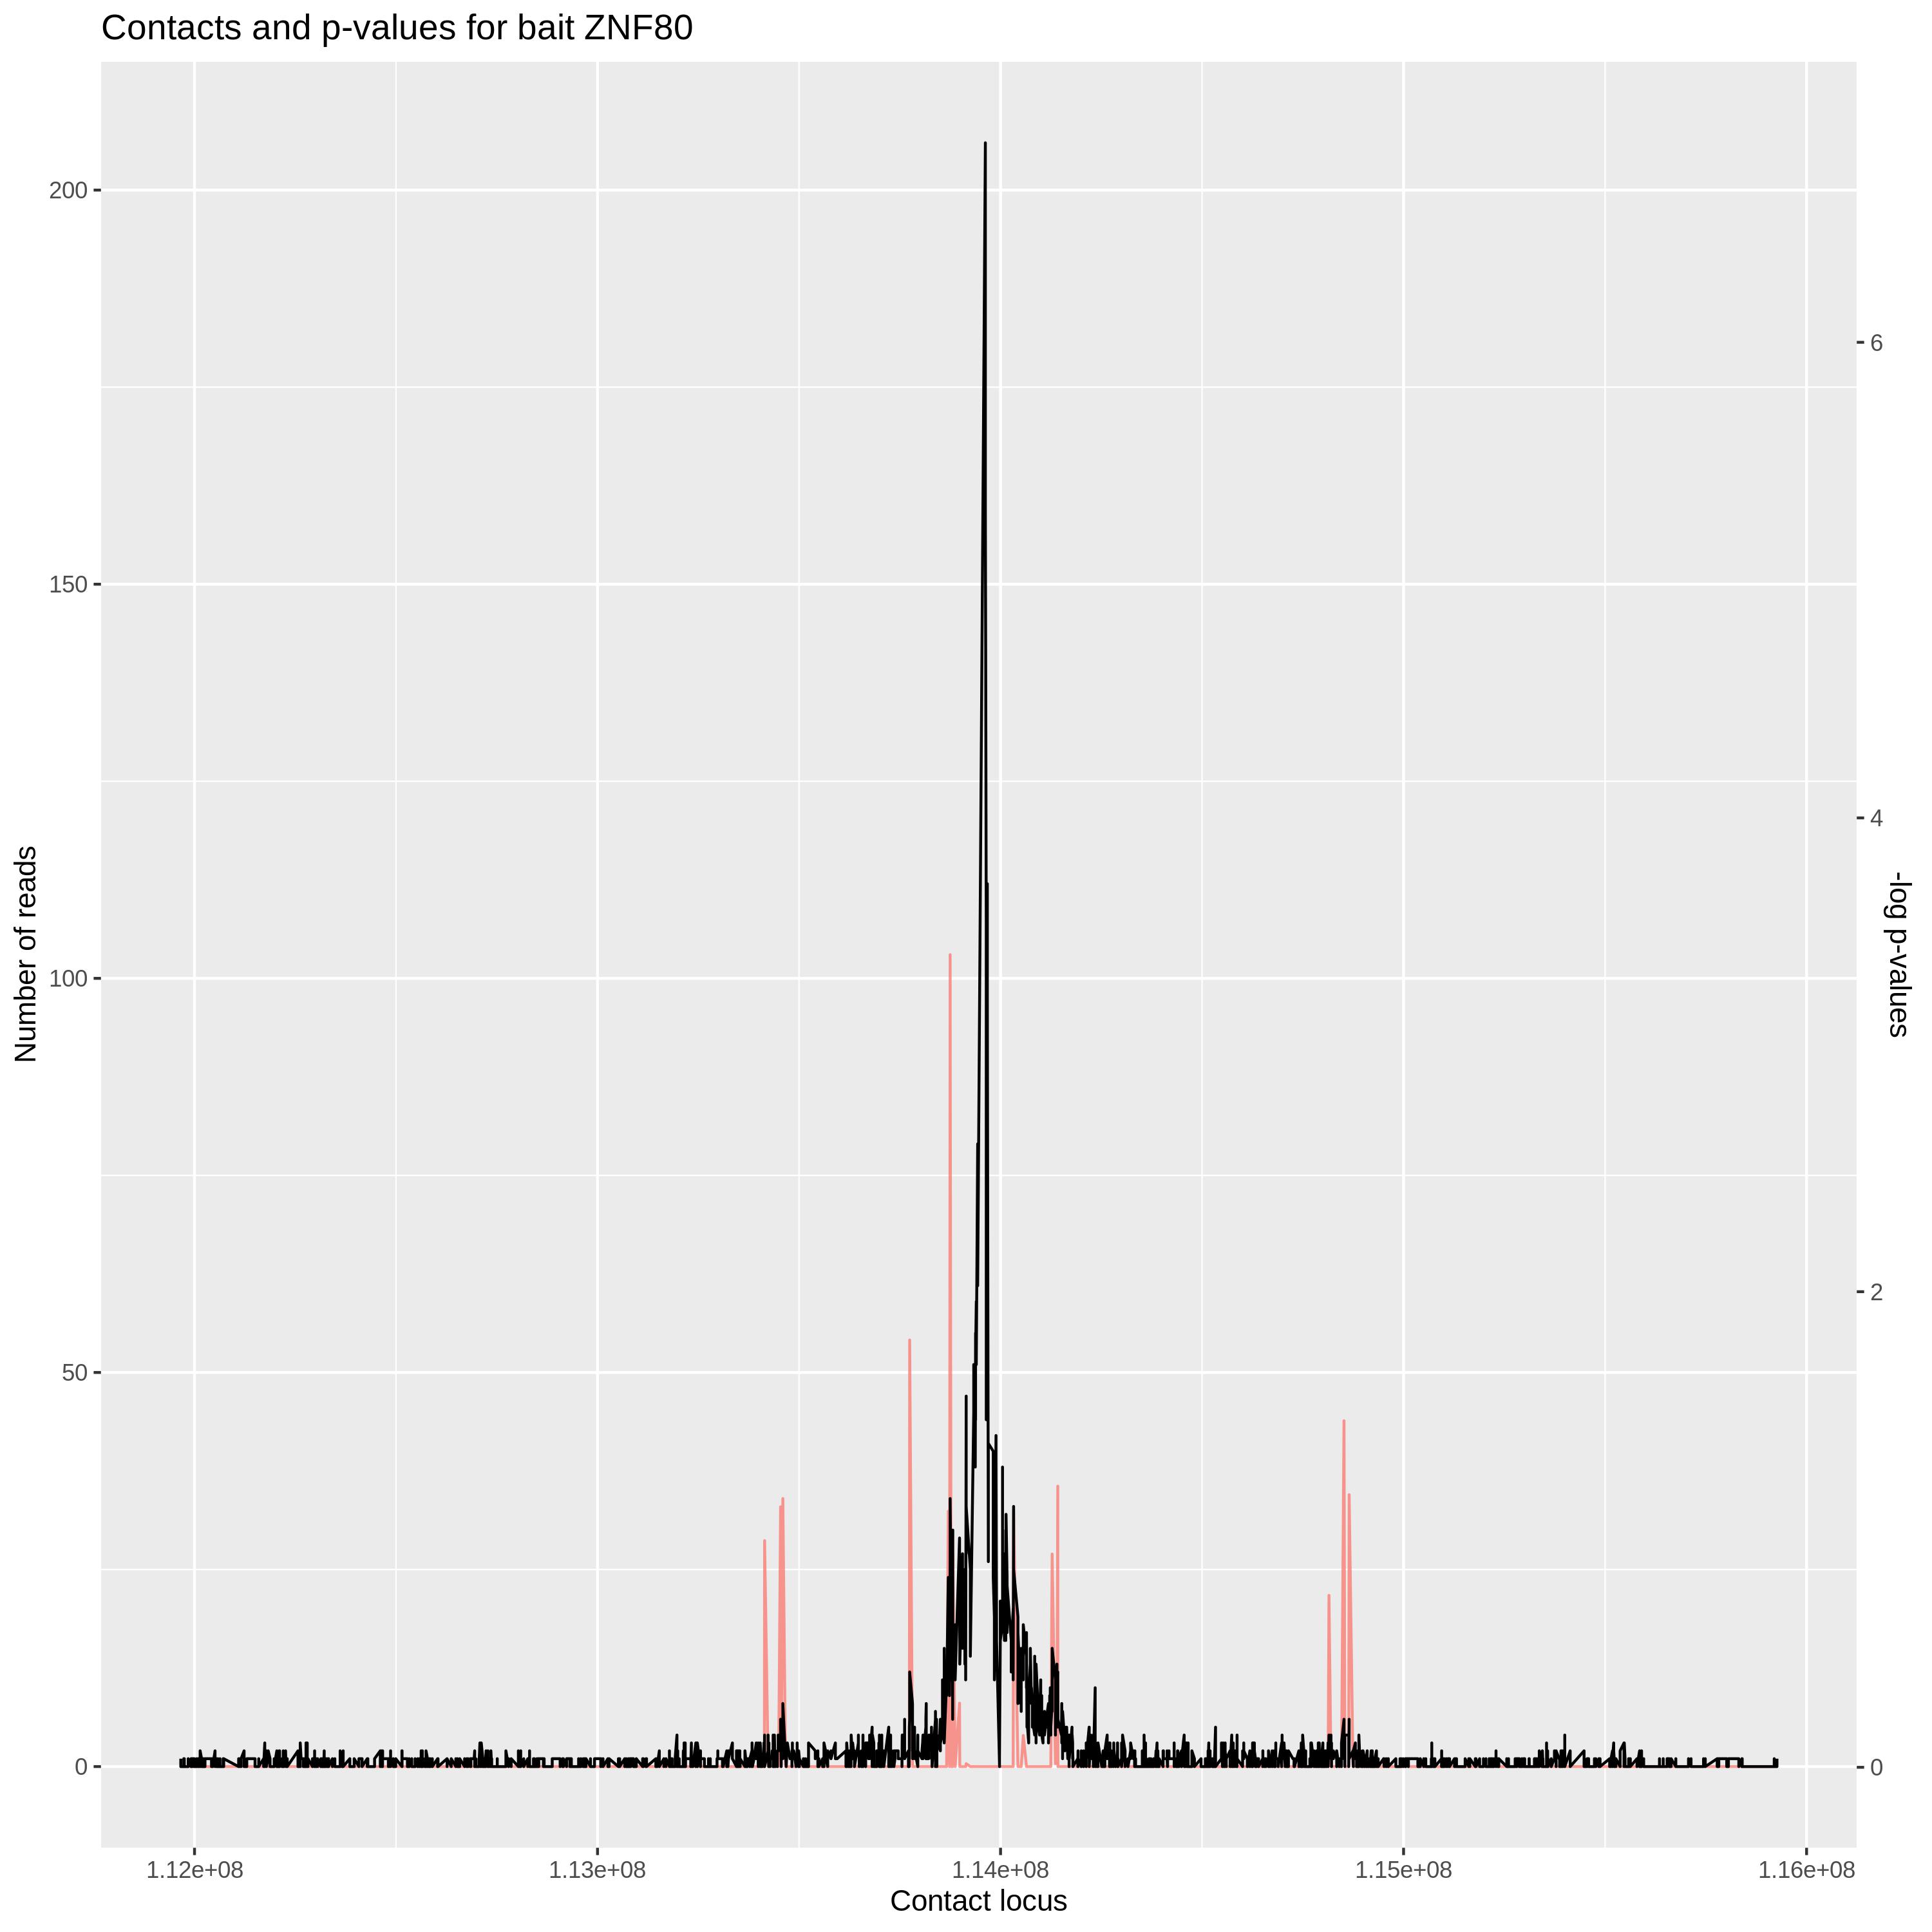 Contacts and p-values for bait ZNF80
Number of reads
200
150
100
50
0
6
4
2
0
-log p-values
1.12e+08 1.13e+08 1.14e+08 1.15e+08 1.16e+08
Contact locus